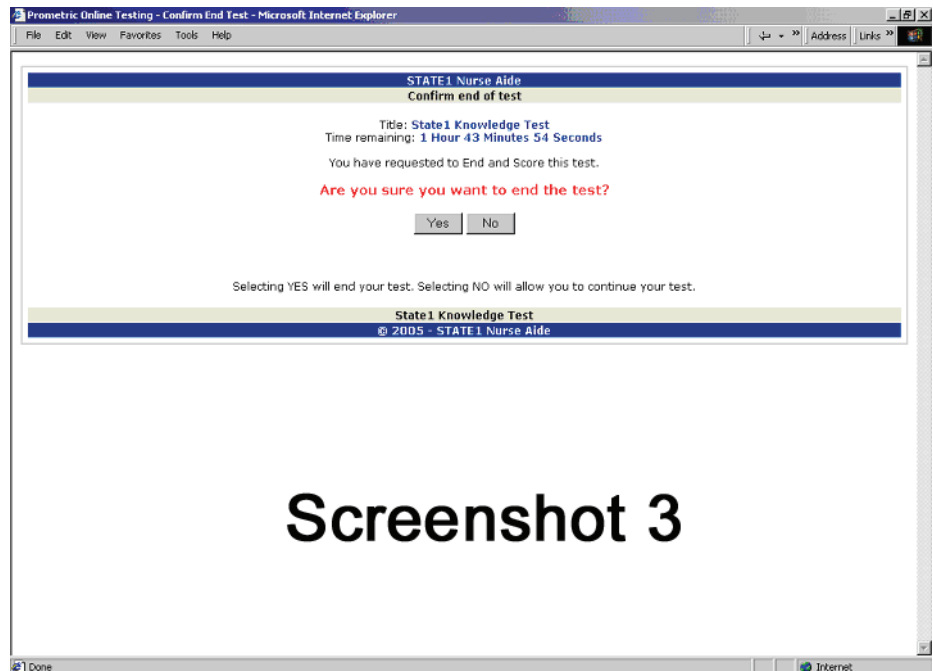 Prometric Online Testing - Confirm End Test - Microsoft Internet Explorer
File Edit View Favorites Tools Help
Address Links »
STATE1 Nurse Aide
Confirm end of test
Title: State1 Knowledge Test
Time remaining: 1 Hour 43 Minutes 54 Seconds
You have requested to End and Score this test.
Are you sure you want to end the test?
Yes No
Selecting YES will end your test. Selecting NO will allow you to continue your test.
State1 Knowledge Test
© 2005 - STATE1 Nurse Aide
Screenshot 3
Done Internet